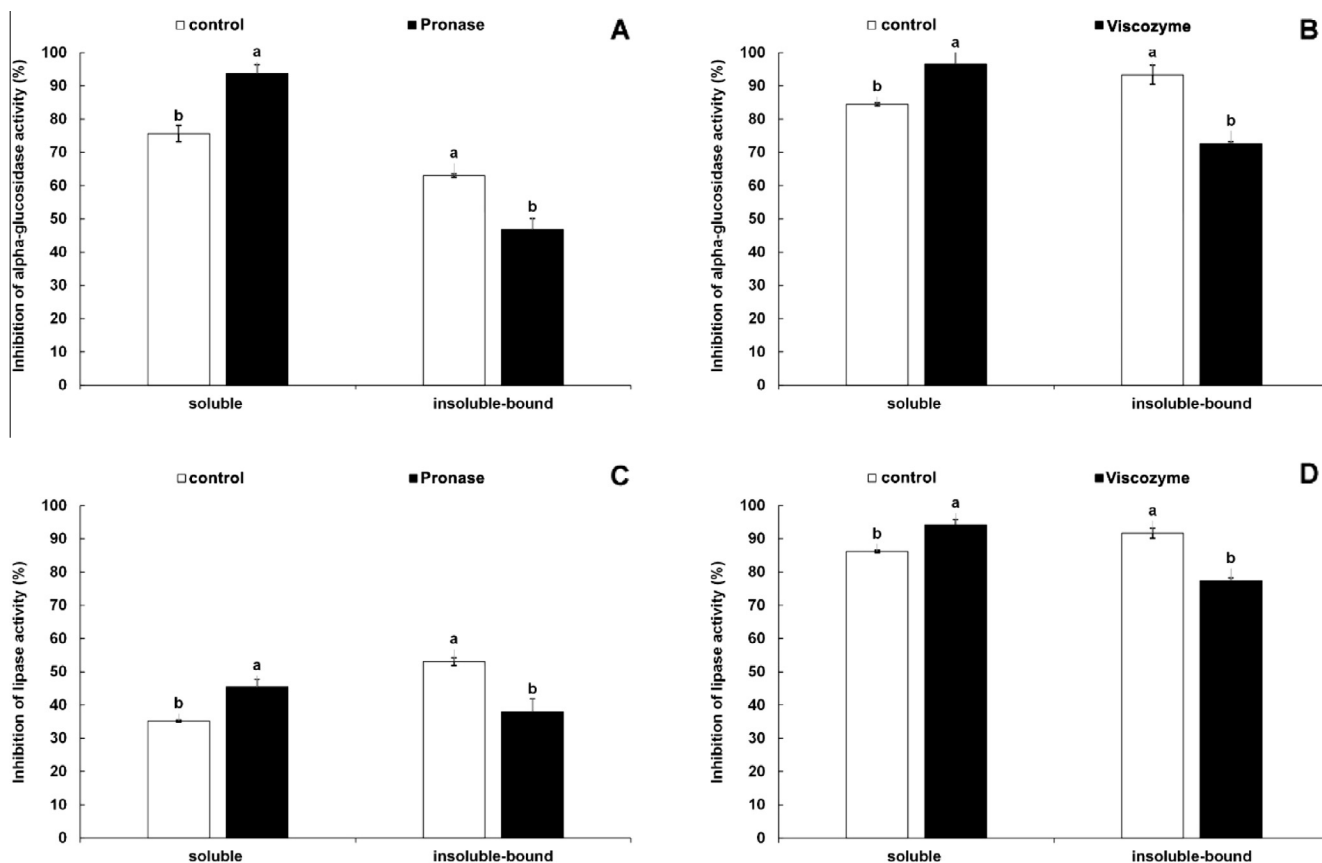 control Pronase A
Inhibition of alpha-glucosidase activity (%)
100
90
80
70
60
50
40
30
20
10
0
b a a b
soluble insoluble-bound
control Viscozyme B
Inhibition of alpha-glucosidase activity (%)
100
90
80
70
60
50
40
30
20
10
0
b a a b
soluble insoluble-bound
control Pronase C
Inhibition of lipase activity (%)
100
90
80
70
60
50
40
30
20
10
0
b a a b
soluble insoluble-bound
control Viscozyme D
Inhibition of lipase activity (%)
100
90
80
70
60
50
40
30
20
10
0
b a a b
soluble insoluble-bound